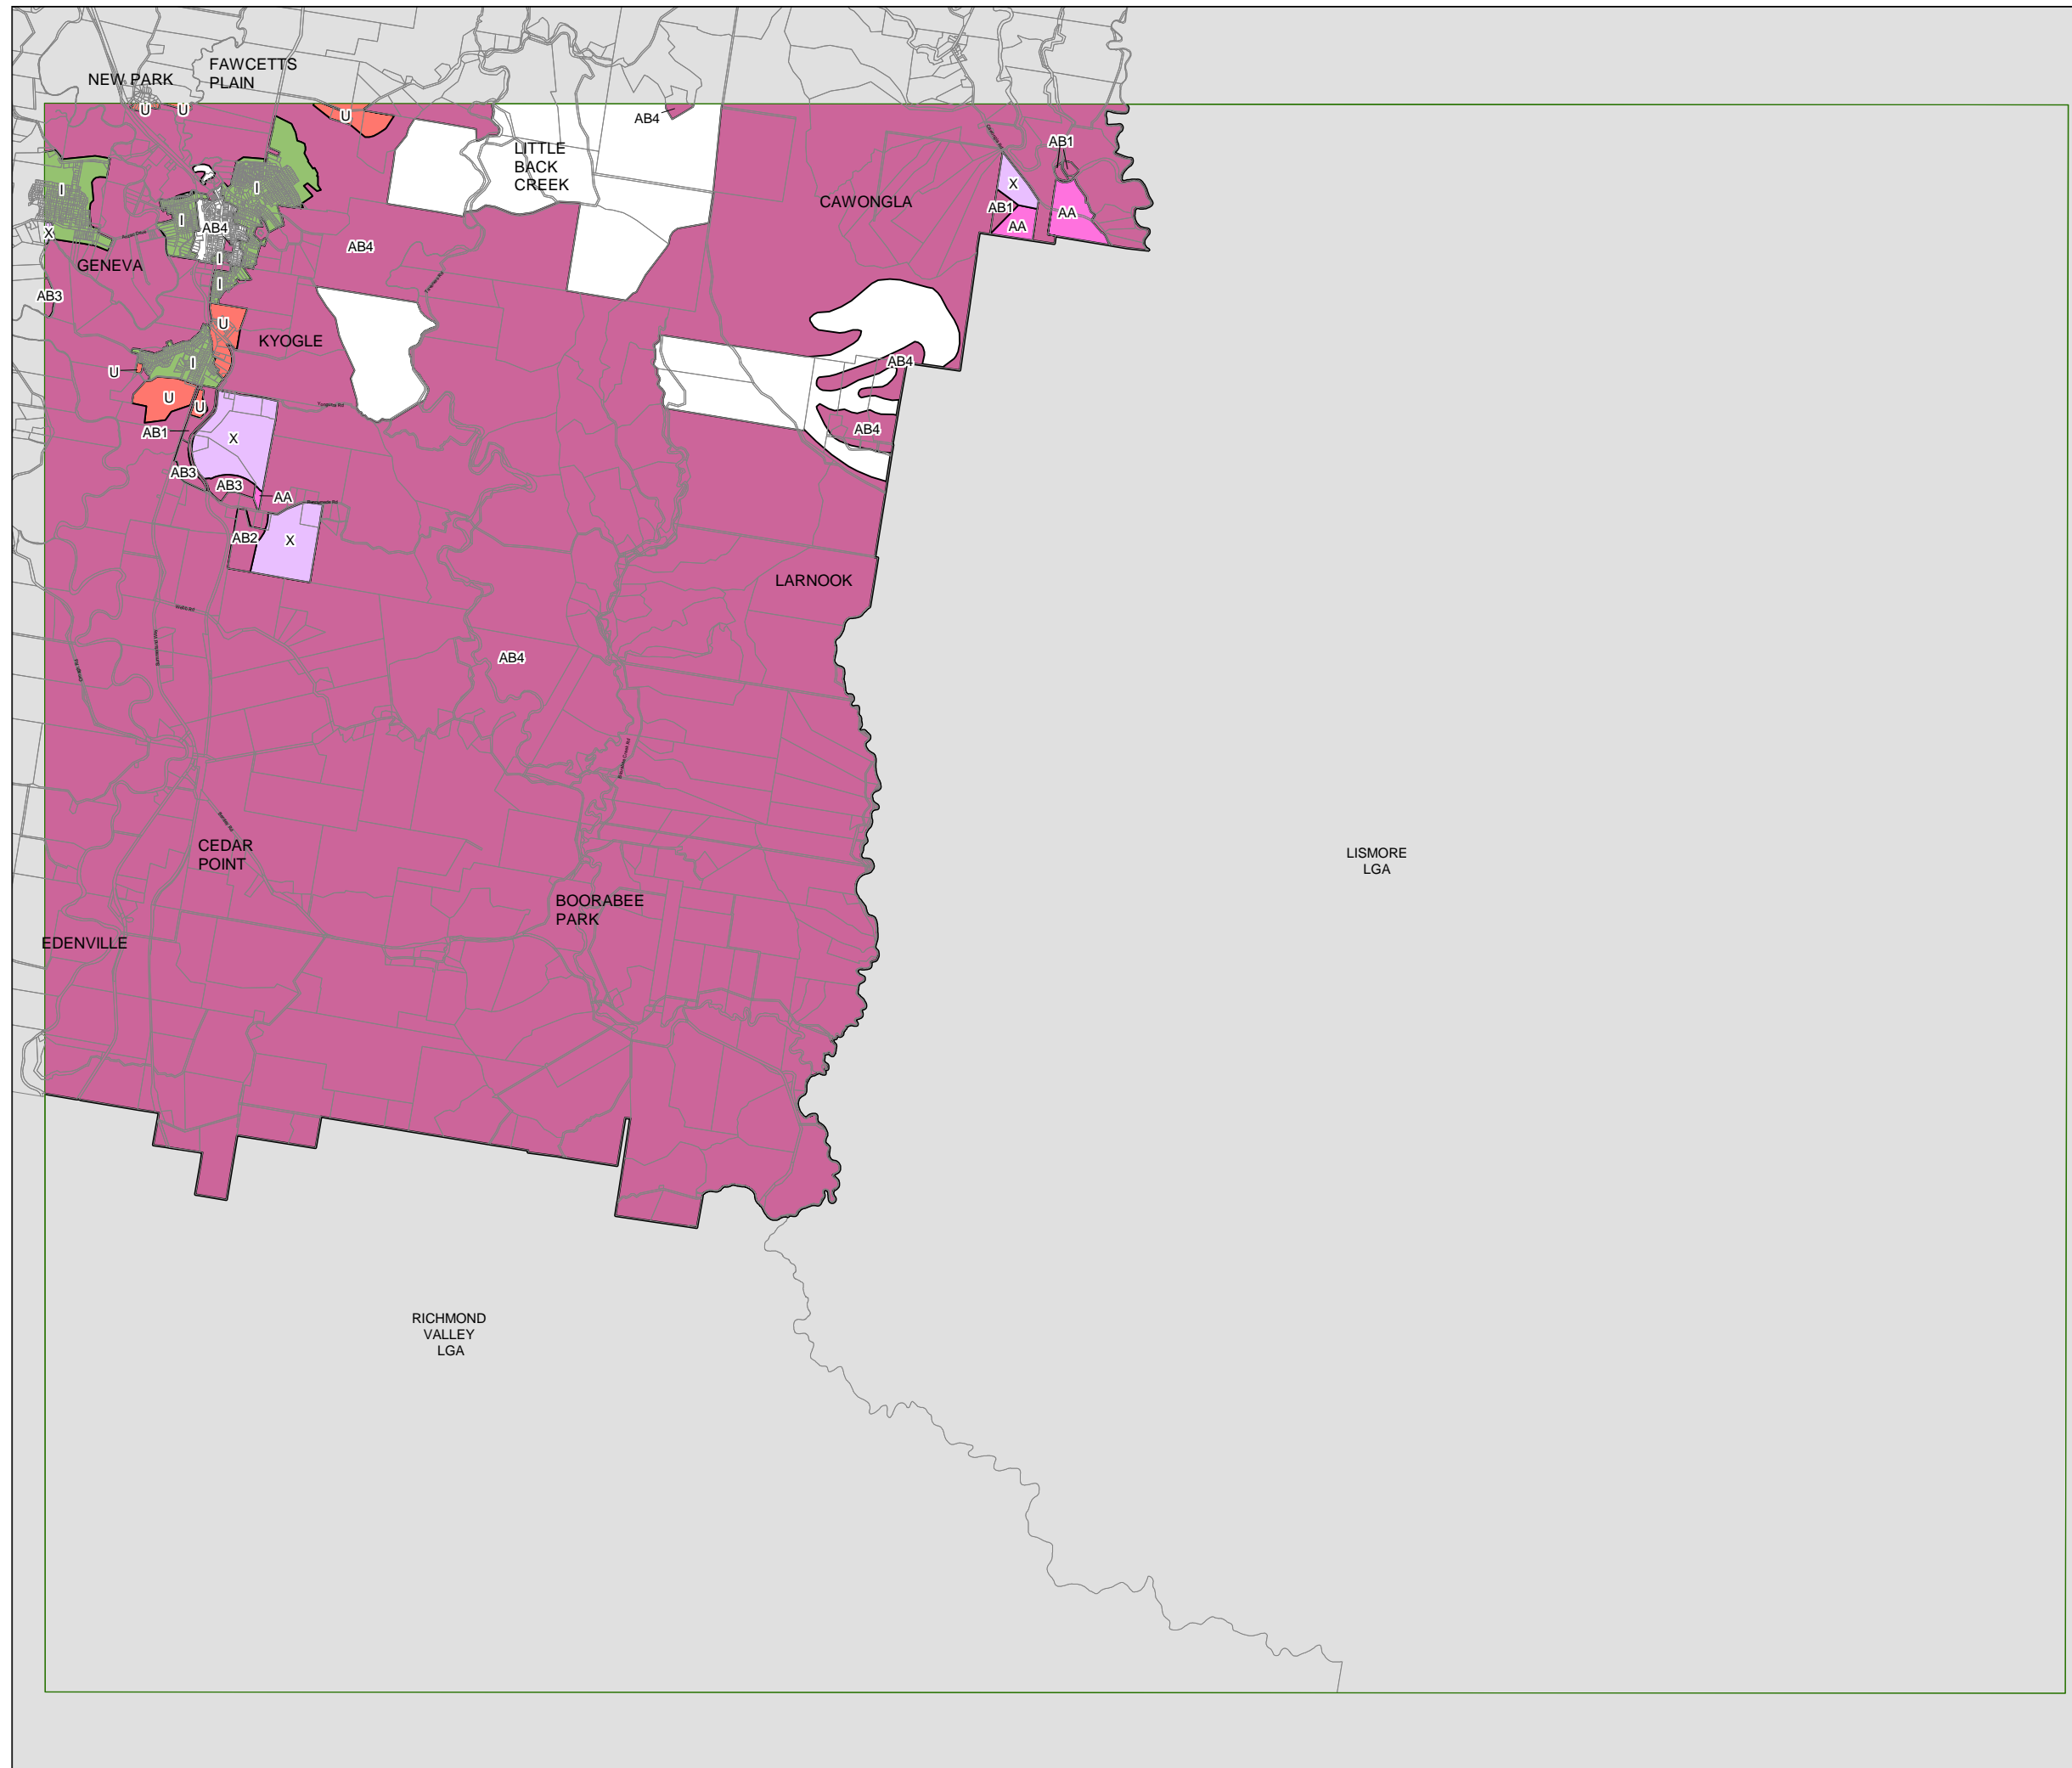 FAWCETTS
PLAIN
NEW PARK
U
U
U
AB4
LITTLE
BACK
CREEK
AB1
I
I
X
CAWONGLA
AB1
AA
AA
I
AB4
X
AB4
I
GENEVA
I
AB3
U
KYOGLE
I
AB4
U
U
U
AB4
AB1
X
AB3
AB3
AA
AB2
X
LARNOOK
AB4
CEDAR
POINT
LISMORE
LGA
BOORABEE
PARK
EDENVILLE
RICHMOND
VALLEY
LGA